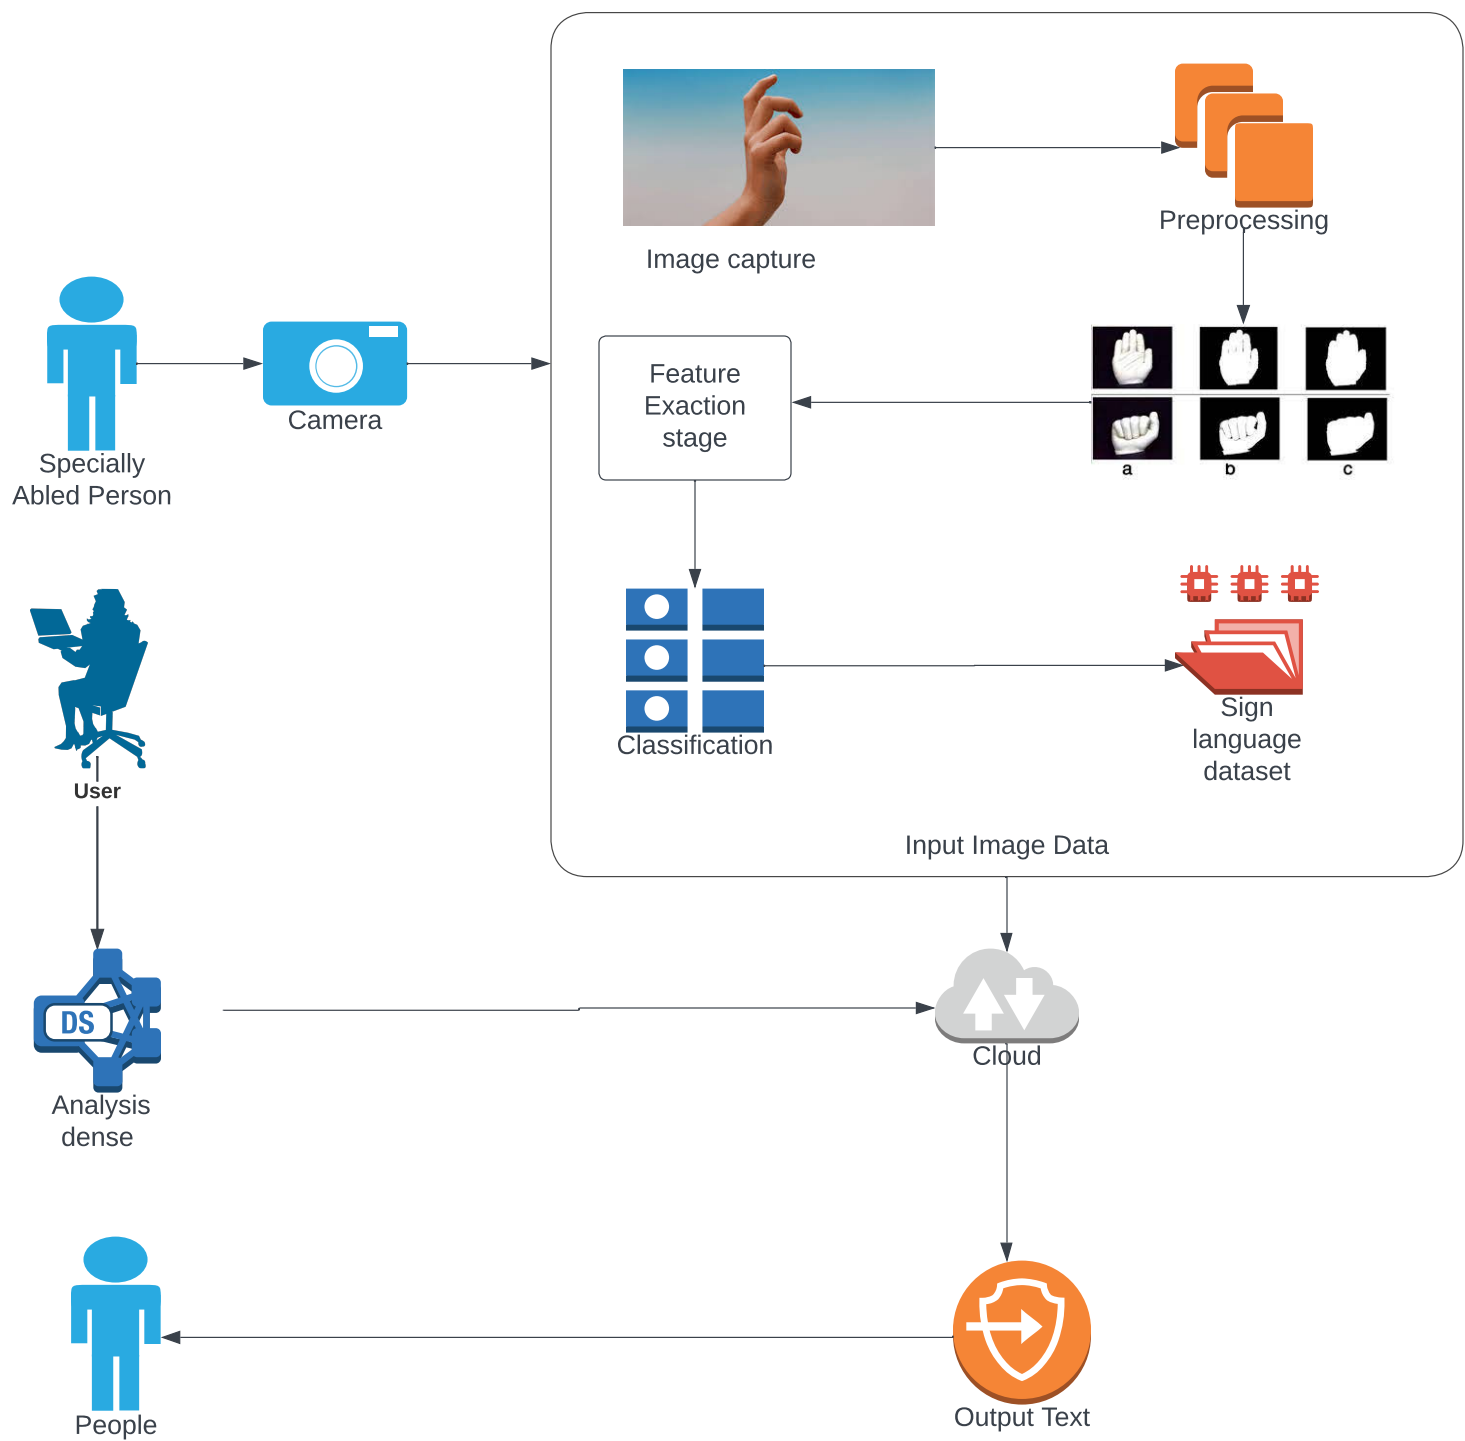 Image capture
Preprocessing
Specially
Abled Person
Camera
Feature
Exaction
stage
a
b
c
Classification
Sign
language
dataset
User
Input Image Data
DS
Analysis
dense
Cloud
People
Output Text